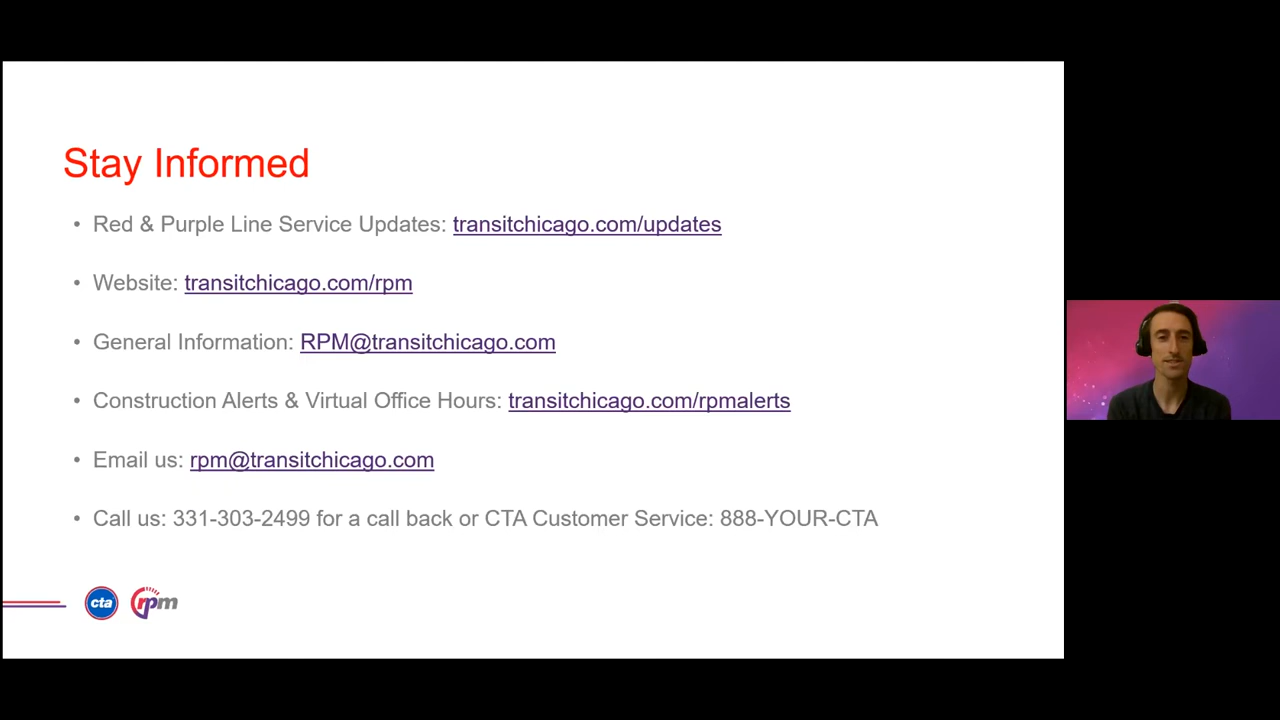 Stay Informed
• Red & Purple Line Service Updates: transitchicago.com/updates
• Website: transitchicago.com/rpm
• General Information: RPM@transitchicago.com
• Construction Alerts & Virtual Office Hours: transitchicago.com/rpmalerts
• Email us: rpm@transitchicago.com
• Call us: 331-303-2499 for a call back or CTA Customer Service: 888-YOUR-CTA
cta rpm